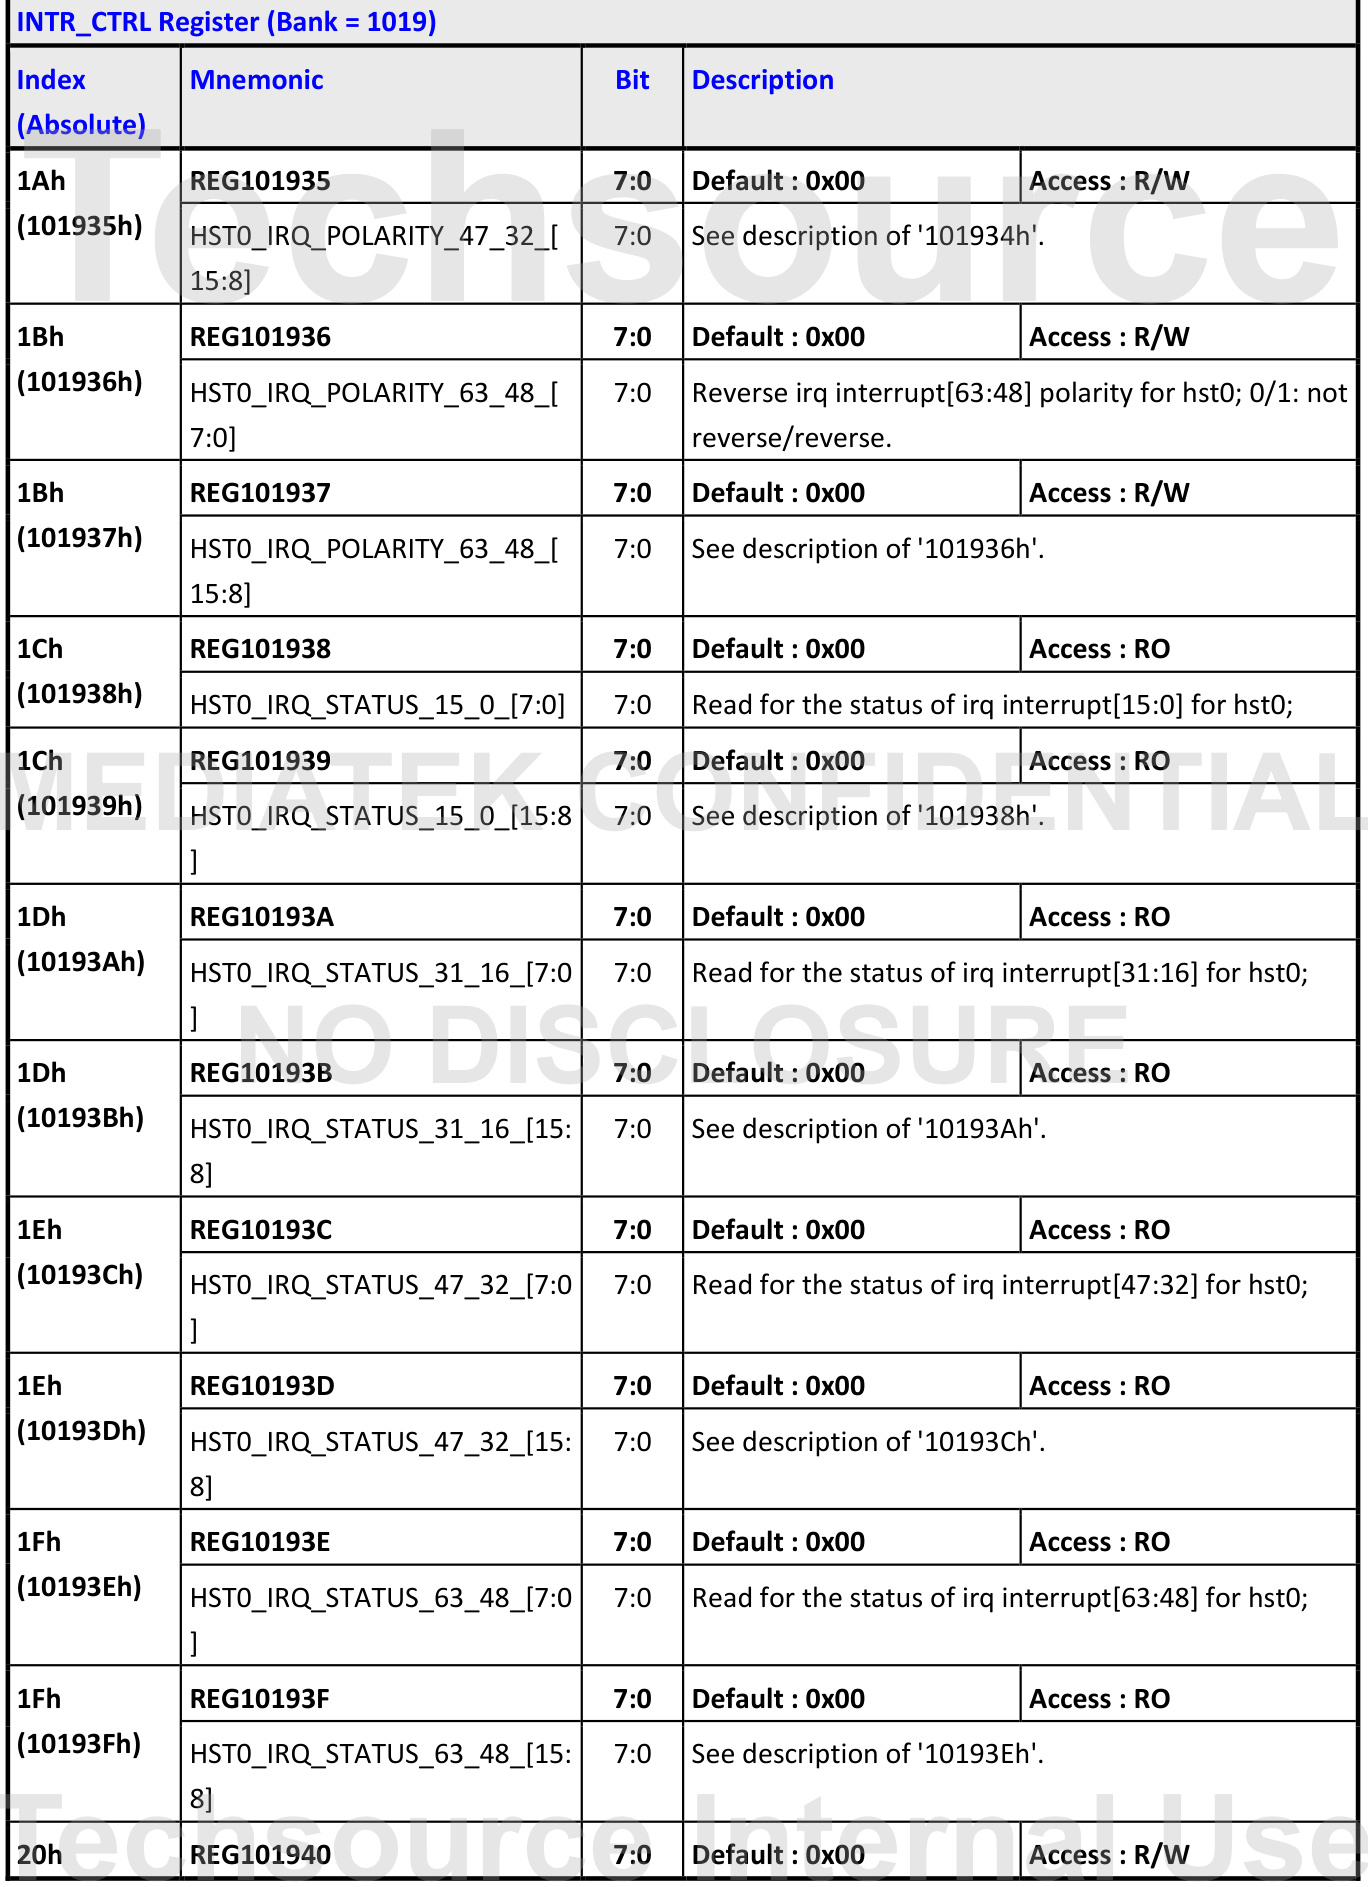 INTR_CTRL Register (Bank = 1019)
Index (Absolute) Mnemonic Bit Description
1Ah (101935h) REG101935 7:0 Default : 0x00 Access : R/W
HST0_IRQ_POLARITY_47_32_[ 7:0 See description of '101934h'.
15:8]
1Bh (101936h) REG101936 7:0 Default : 0x00 Access : R/W
HST0_IRQ_POLARITY_63_48_[ 7:0 Reverse irq interrupt[63:48] polarity for hst0; 0/1: not
7:0] reverse/reverse.
1Bh (101937h) REG101937 7:0 Default : 0x00 Access : R/W
HST0_IRQ_POLARITY_63_48_[ 7:0 See description of '101936h'.
15:8]
1Ch (101938h) REG101938 7:0 Default : 0x00 Access : RO
HST0_IRQ_STATUS_15_0_[7:0] 7:0 Read for the status of irq interrupt[15:0] for hst0;
1Ch (101939h) REG101939 7:0 Default : 0x00 Access : RO
HST0_IRQ_STATUS_15_0_[15:8 7:0 See description of '101938h'.
]
1Dh (10193Ah) REG10193A 7:0 Default : 0x00 Access : RO
HST0_IRQ_STATUS_31_16_[7:0 7:0 Read for the status of irq interrupt[31:16] for hst0;
]
1Dh (10193Bh) REG10193B 7:0 Default : 0x00 Access : RO
HST0_IRQ_STATUS_31_16_[15: 7:0 See description of '10193Ah'.
8]
1Eh (10193Ch) REG10193C 7:0 Default : 0x00 Access : RO
HST0_IRQ_STATUS_47_32_[7:0 7:0 Read for the status of irq interrupt[47:32] for hst0;
]
1Eh (10193Dh) REG10193D 7:0 Default : 0x00 Access : RO
HST0_IRQ_STATUS_47_32_[15: 7:0 See description of '10193Ch'.
8]
1Fh (10193Eh) REG10193E 7:0 Default : 0x00 Access : RO
HST0_IRQ_STATUS_63_48_[7:0 7:0 Read for the status of irq interrupt[63:48] for hst0;
]
1Fh (10193Fh) REG10193F 7:0 Default : 0x00 Access : RO
HST0_IRQ_STATUS_63_48_[15: 7:0 See description of '10193Eh'.
8]
20h REG101940 7:0 Default : 0x00 Access : R/W
Techsource
MEDIATEK CONFIDENTIAL
NO DISCLOSURE
Techsource Internal Use